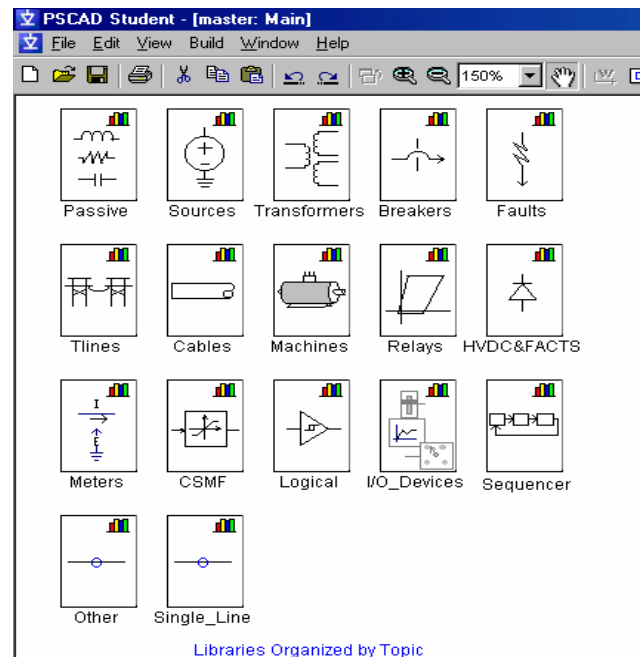 PSCAD Student - [master: Main]
File Edit View Build Window Help
150%
Passive Sources Transformers Breakers Faults
Tlines Cables Machines Relays HVDC&FACTS
I
E
Meters CSMF Logical I/O_Devices Sequencer
Other Single_Line
Libraries Organized by Topic